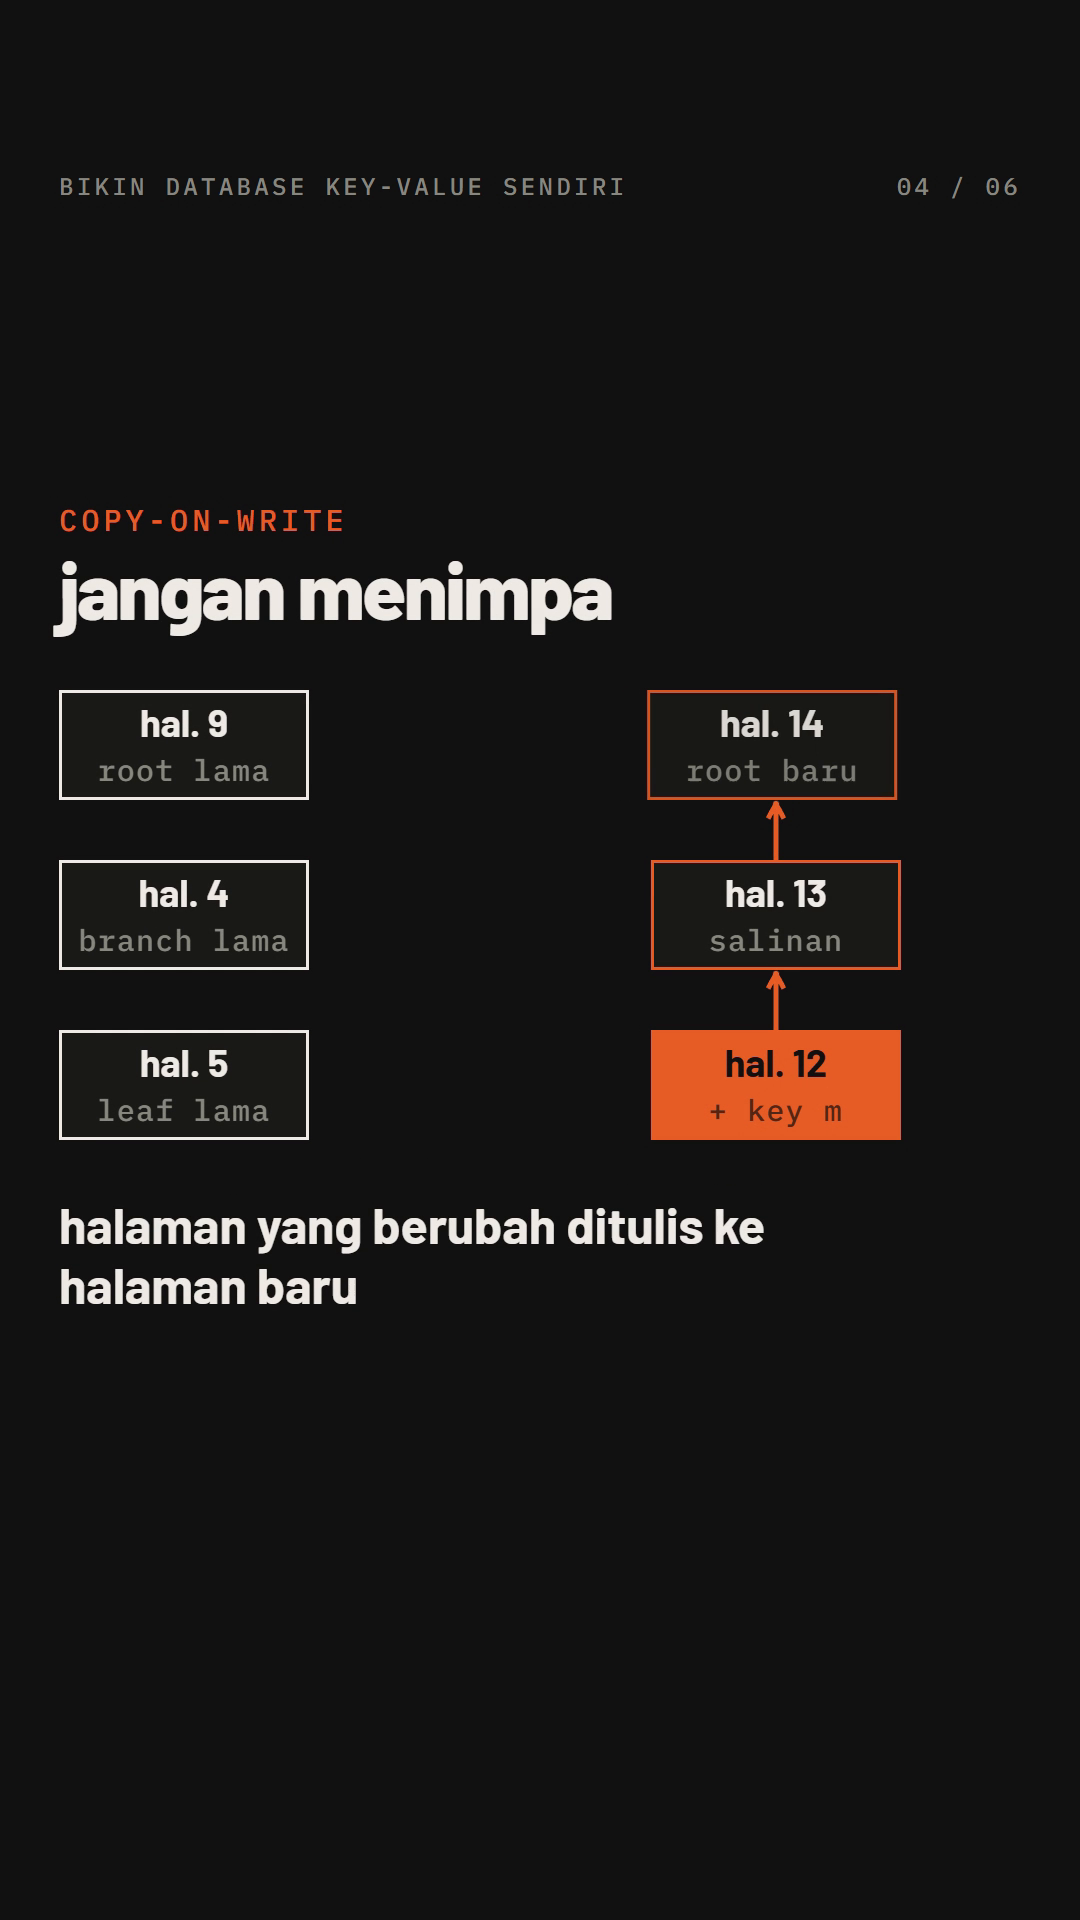 BIKIN DATABASE KEY-VALUE SENDIRI
04 / 06
COPY-ON-WRITE
jangan menimpa
hal. 9
root lama
hal. 14
root baru
hal. 4
branch lama
hal. 13
salinan
hal. 5
leaf lama
hal. 12
+ key m
halaman yang berubah ditulis ke
halaman baru